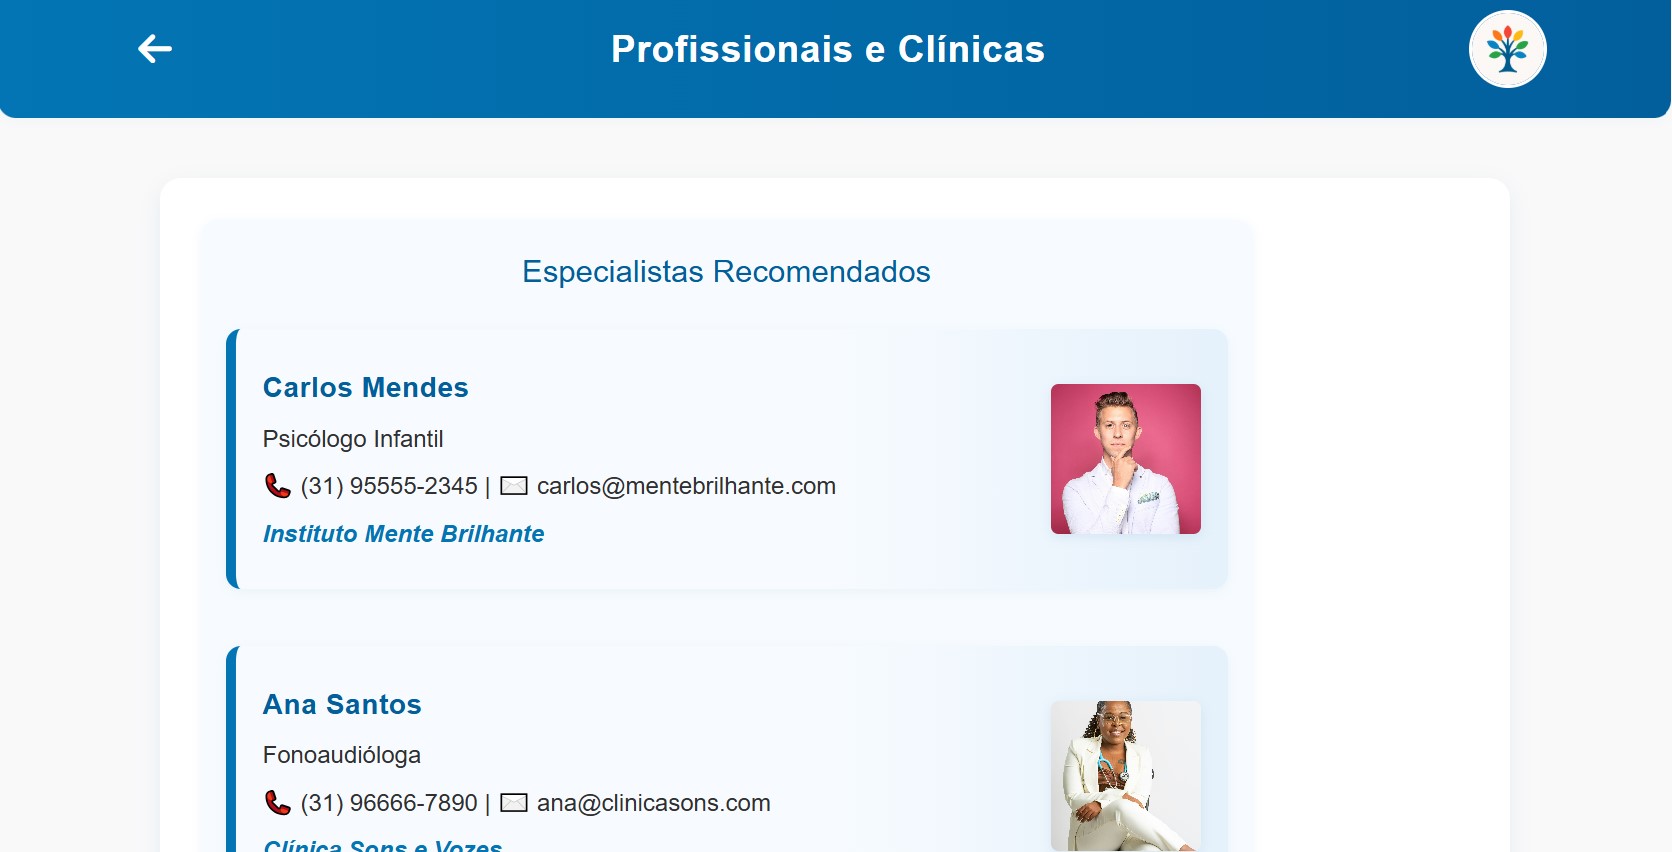 Profissionais e Clínicas
Especialistas Recomendados
Carlos Mendes
Psicólogo Infantil
(31) 95555-2345 | carlos@mentebrilhante.com
Instituto Mente Brilhante
Ana Santos
Fonoaudióloga
(31) 96666-7890 | ana@clinicasons.com
Clínica Sons e Vozes